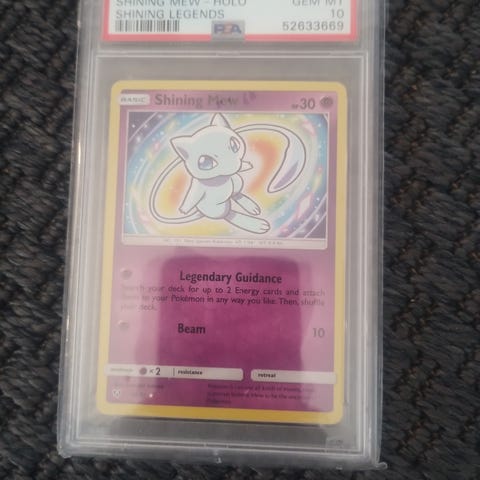 SHINING MEW - HOLO GEM MT
SHINING LEGENDS 10
PSA 52633669
BASIC Shining Mew HP30
Legendary Guidance
Search your deck for up to 2 Energy cards and attach
them to your Pokémon in any way you like. Then, shuffle
your deck.
Beam 10
weakness ×2 resistance retreat